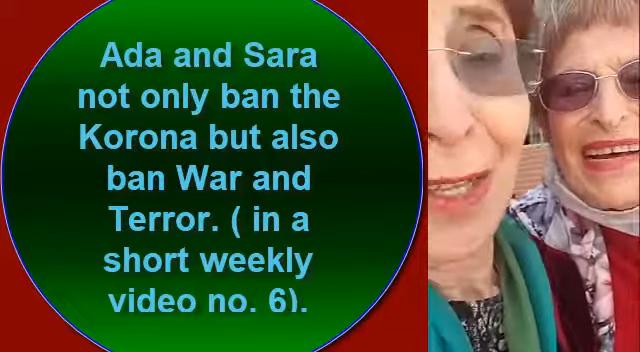 Ada and Sara
not only ban the
Korona but also
ban War and
Terror. ( in a
short weekly
video no. 6).